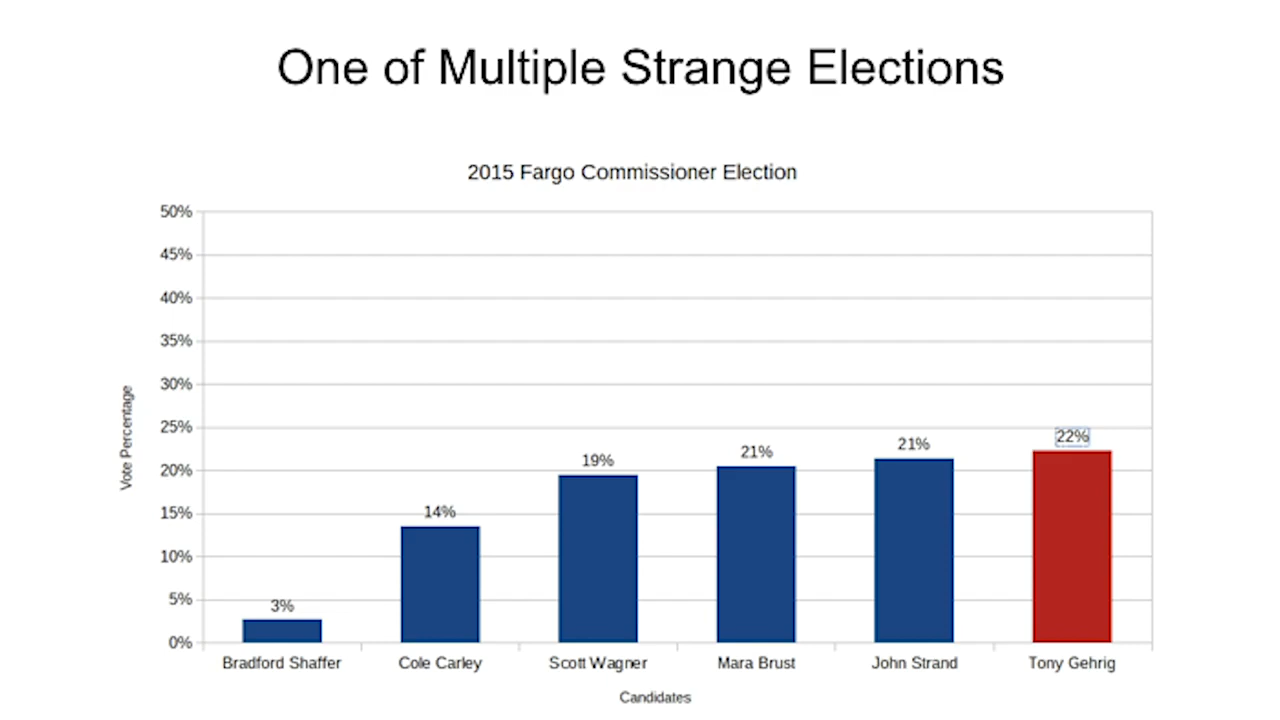 One of Multiple Strange Elections
2015 Fargo Commissioner Election
50%
45%
40%
35%
30%
25%
20%
15%
10%
5%
0%
Vote Percentage
3%
14%
19%
21%
21%
22%
Bradford Shaffer
Cole Carley
Scott Wagner
Mara Brust
John Strand
Tony Gehrig
Candidates